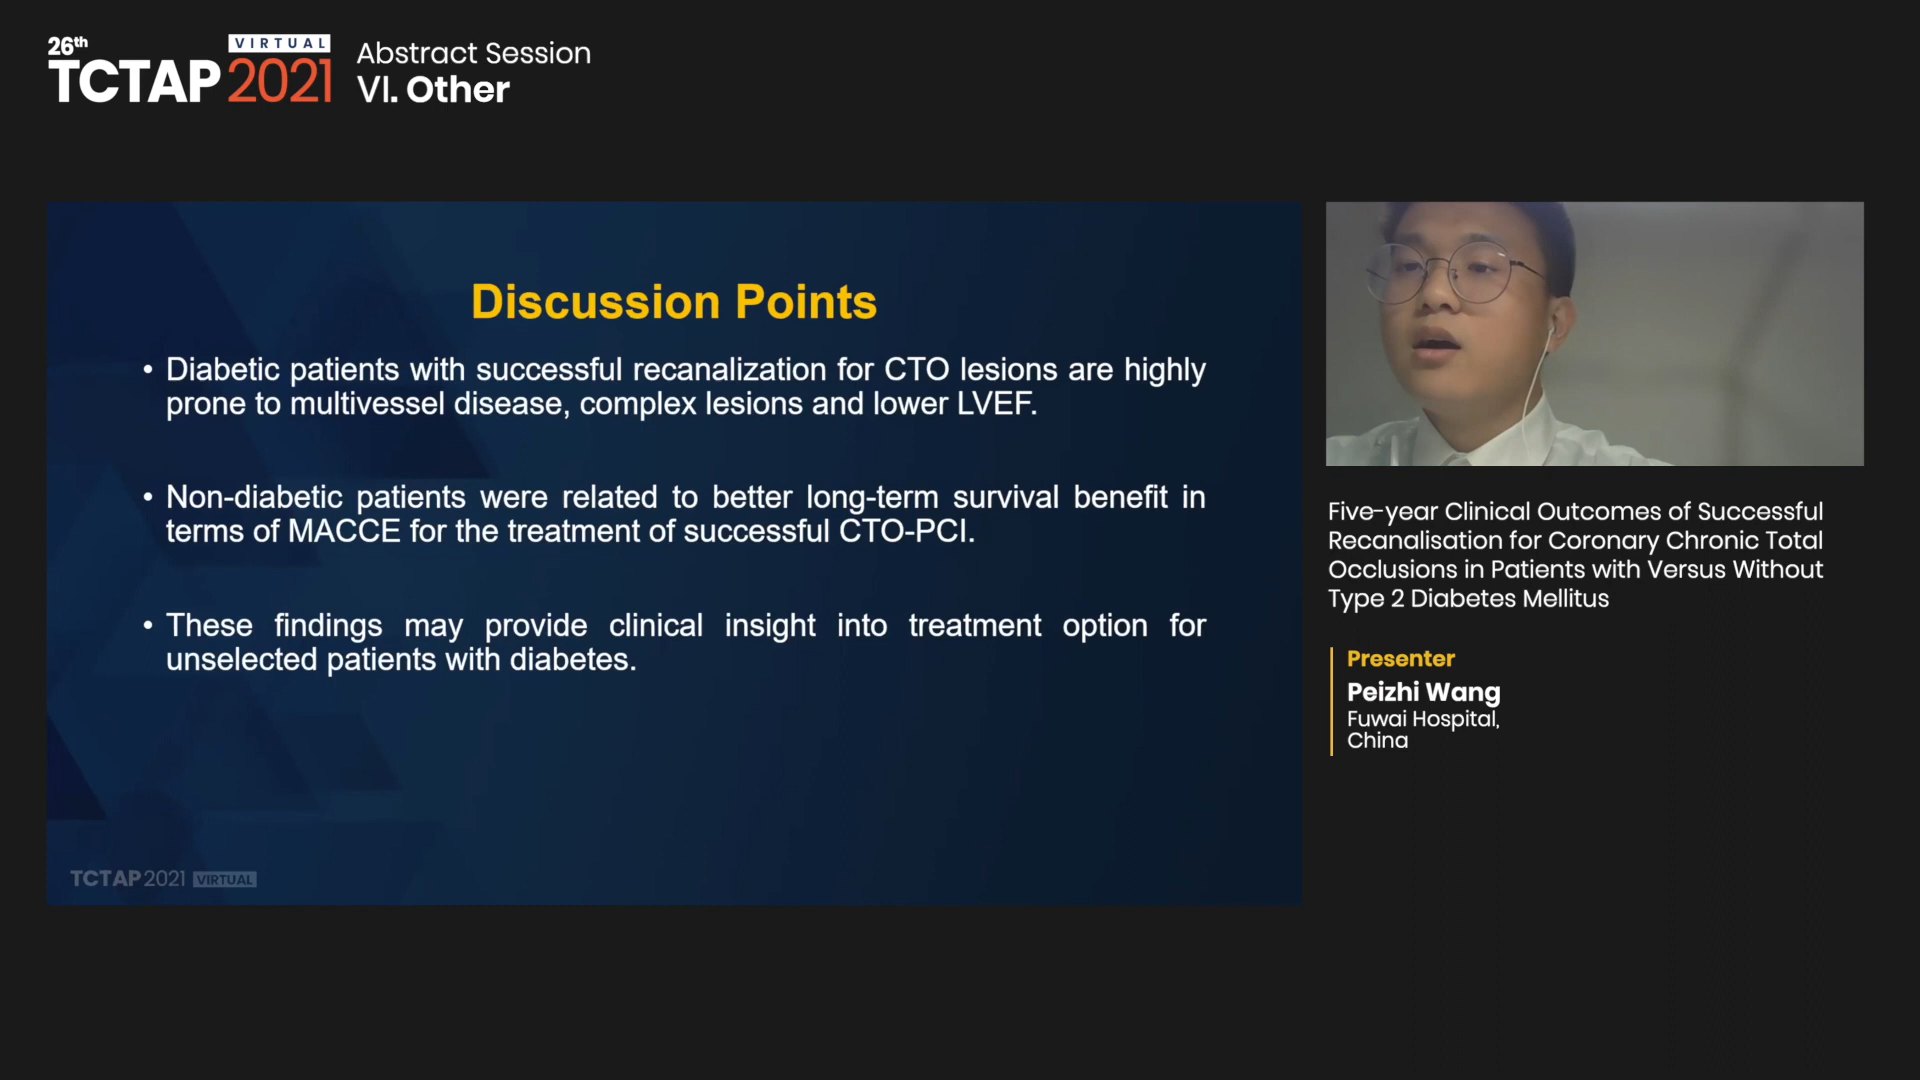 26th
VIRTUAL
TCTAP 2021
Abstract Session
VI. Other
Discussion Points
• Diabetic patients with successful recanalization for CTO lesions are highly
prone to multivessel disease, complex lesions and lower LVEF.
• Non-diabetic patients were related to better long-term survival benefit in
terms of MACCE for the treatment of successful CTO-PCI.
• These findings may provide clinical insight into treatment option for
unselected patients with diabetes.
TCTAP 2021 VIRTUAL
Five-year Clinical Outcomes of Successful
Recanalisation for Coronary Chronic Total
Occlusions in Patients with Versus Without
Type 2 Diabetes Mellitus
Presenter
Peizhi Wang
Fuwai Hospital,
China